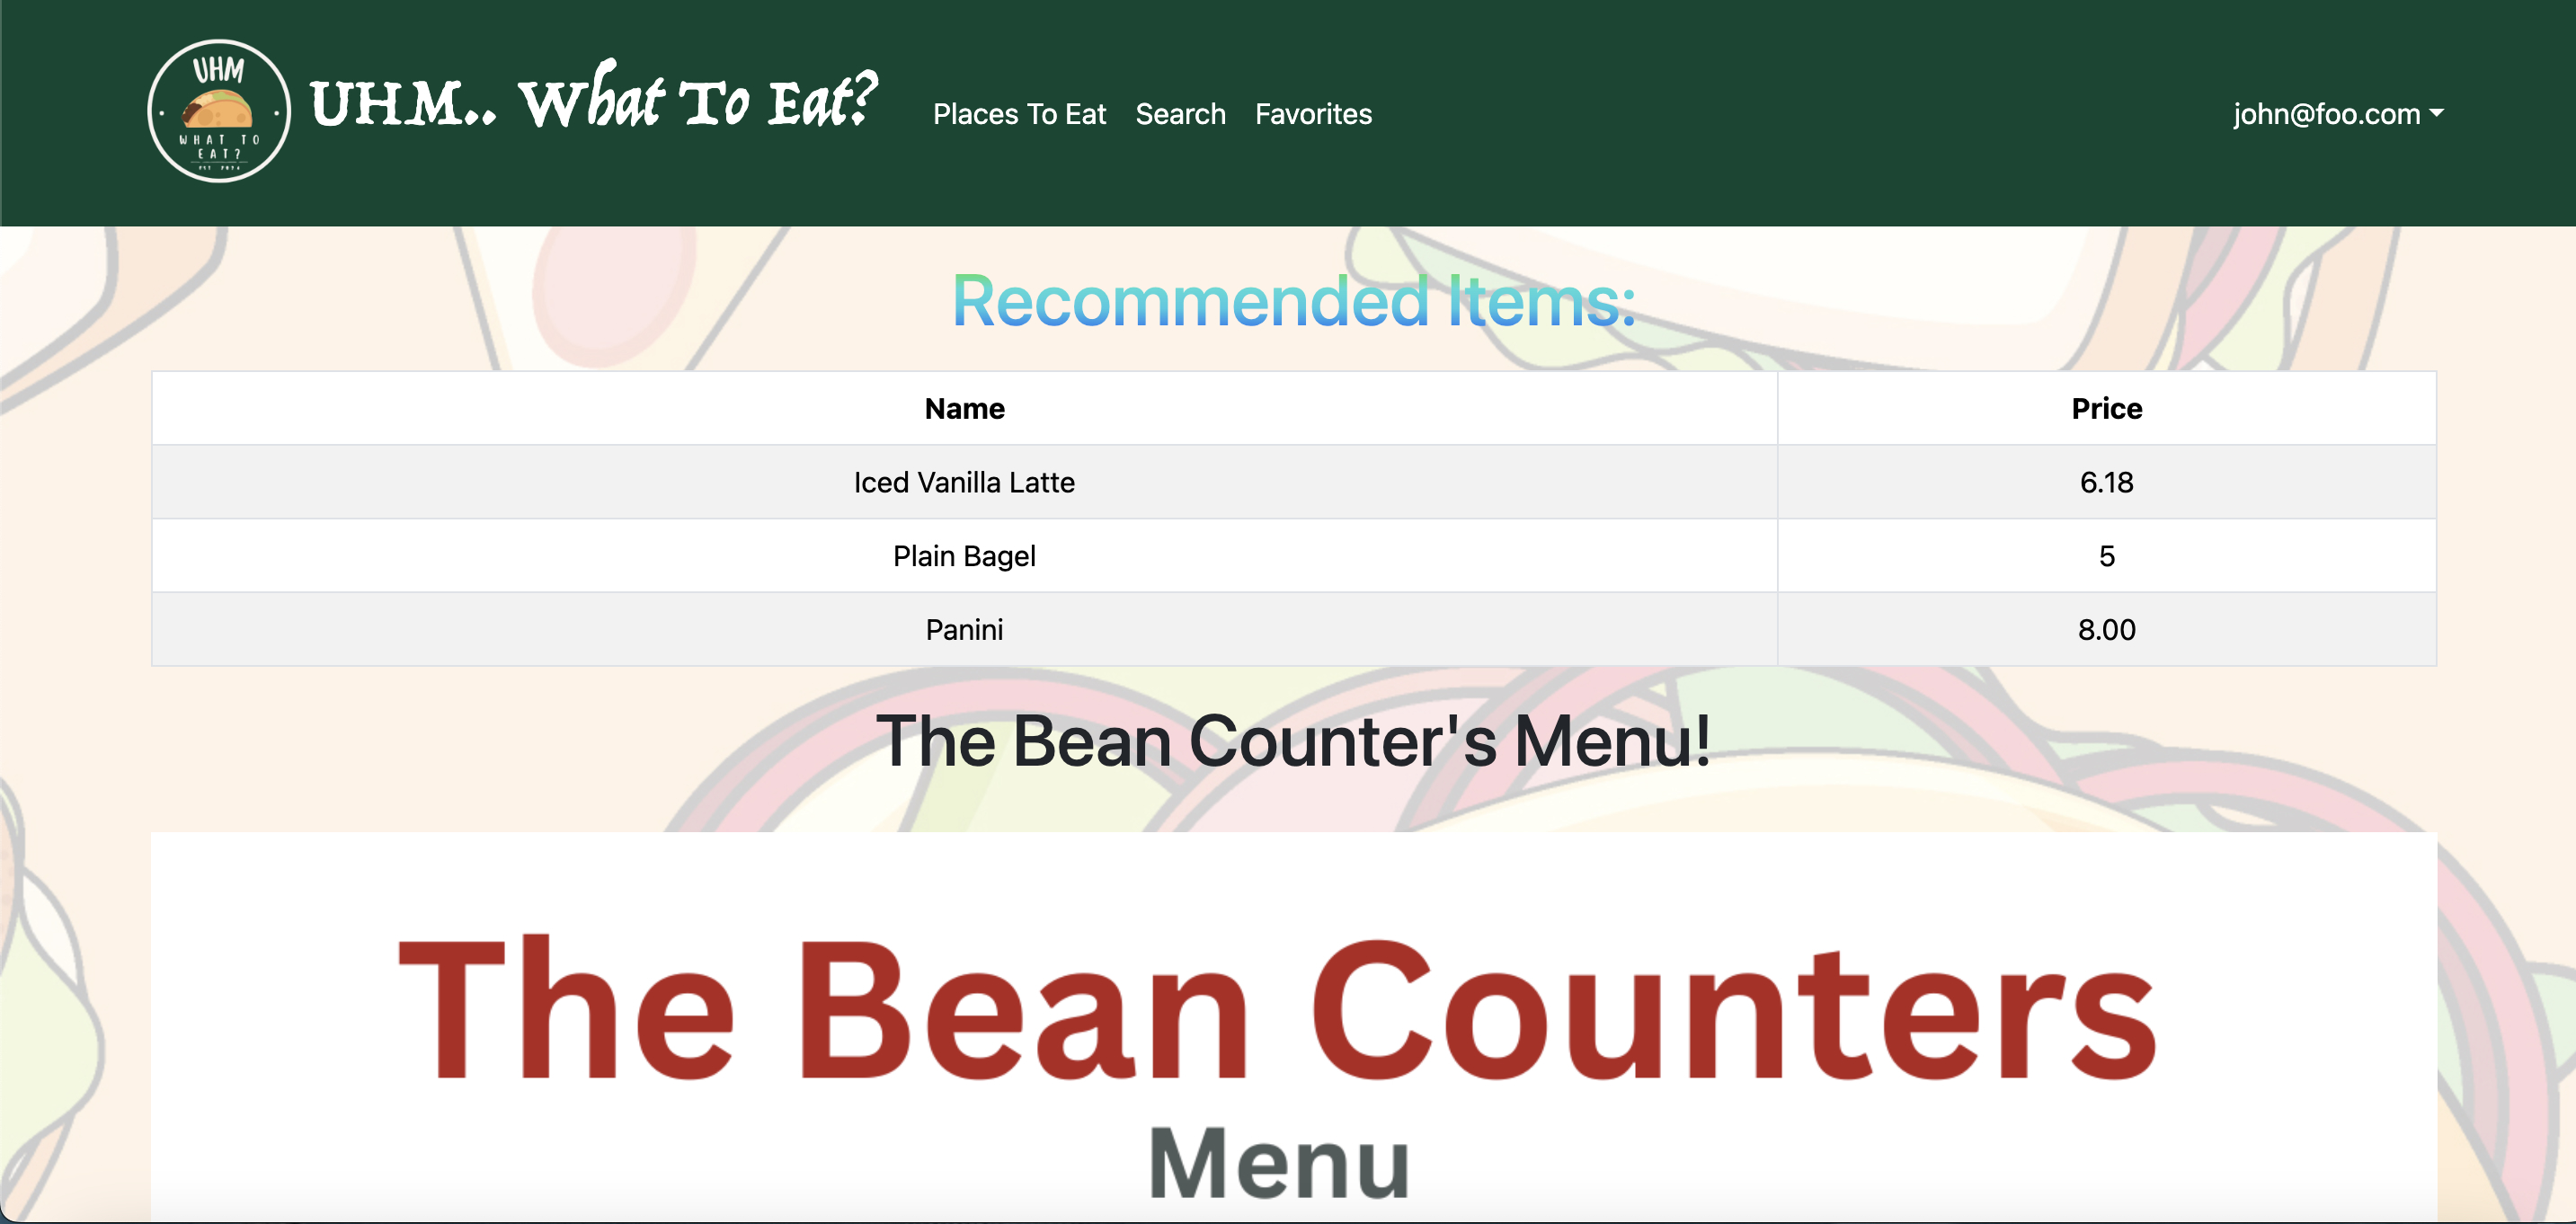 UHM
WHAT TO
EAT?
UHM.. What To Eat?
Places To Eat Search Favorites
john@foo.com
Recommended Items:
Name Price
Iced Vanilla Latte 6.18
Plain Bagel 5
Panini 8.00
The Bean Counter's Menu!
The Bean Counters
Menu